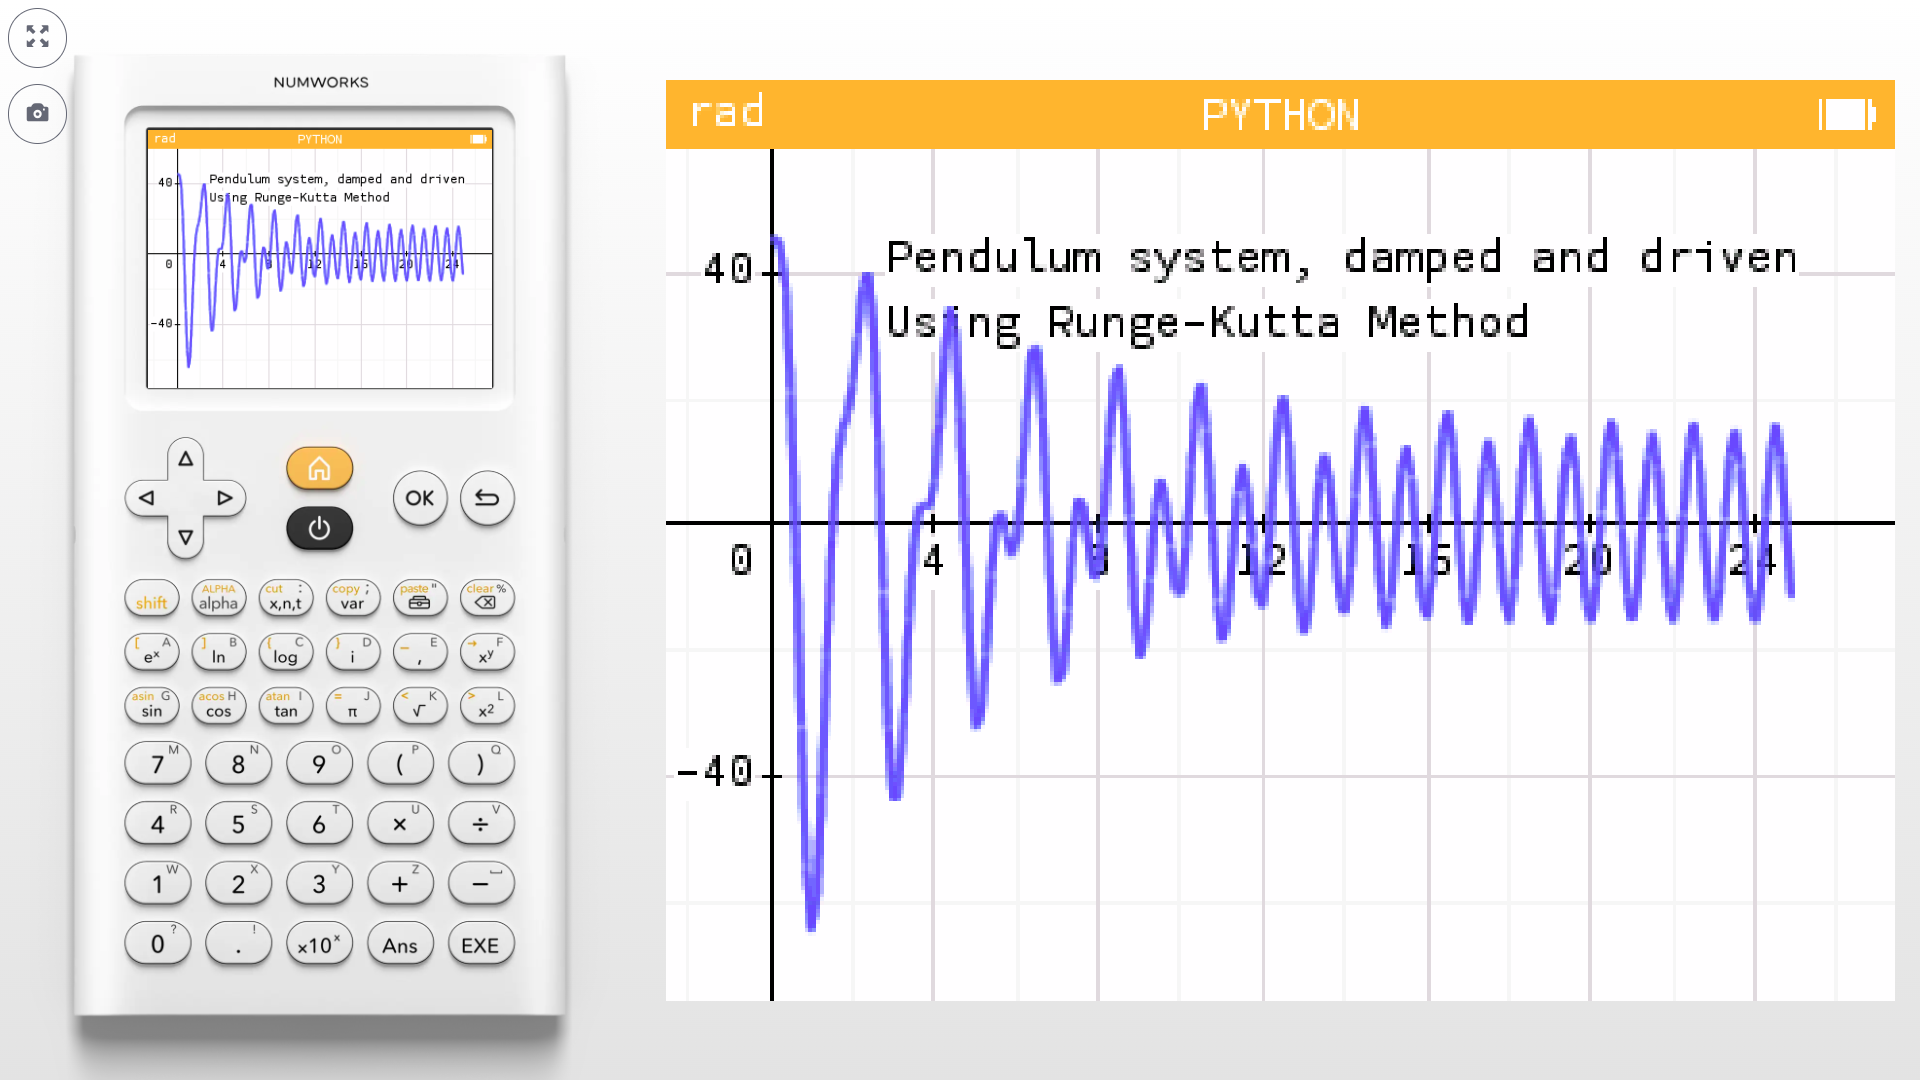 NUMWORKS
rad PYTHON
40
Pendulum system, damped and driven
Using Runge-Kutta Method
0 4 8 12 16 20 24
-40
OK
shift
ALPHA alpha
cut : x,n,t
copy ; var
paste "
clear %
[ A eˣ
] B ln
{ C log
} D i
_ E ,
→ F xʸ
asin G sin
acos H cos
atan I tan
= J π
< K √
> L x²
7 M
8 N
9 O
( P
) Q
4 R
5 S
6 T
× U
÷ V
1 W
2 X
3 Y
+ Z
− ⎵
0 ?
. !
×10ˣ
Ans
EXE
rad PYTHON
40
Pendulum system, damped and driven
Using Runge-Kutta Method
0 4 8 12 16 20 24
-40